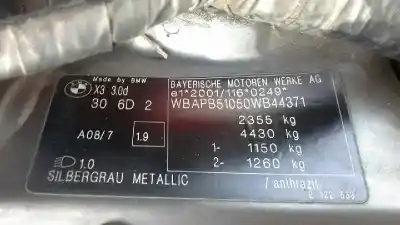 Made by BMW
X3 3.0d
30 6D 2
A08/7 1.9
1.0
SILBERGRAU METALLIC
BAYERISCHE MOTOREN WERKE AG
e1*2001/116*0249*
WBAPB51050WB44371
2355 kg
4430 kg
1- 1150 kg
2- 1260 kg
/ anthrazit